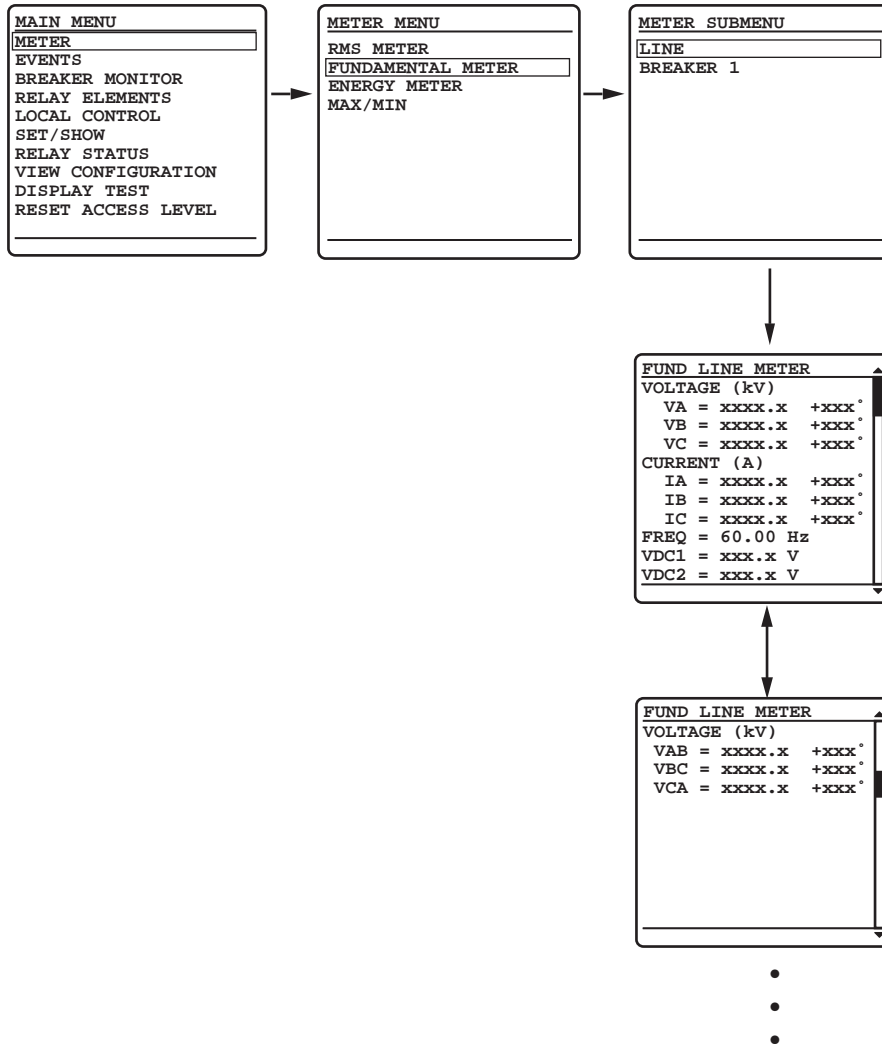 MAIN MENU
METER
EVENTS
BREAKER MONITOR
RELAY ELEMENTS
LOCAL CONTROL
SET/SHOW
RELAY STATUS
VIEW CONFIGURATION
DISPLAY TEST
RESET ACCESS LEVEL
METER MENU
RMS METER
FUNDAMENTAL METER
ENERGY METER
MAX/MIN
METER SUBMENU
LINE
BREAKER 1
FUND LINE METER
VOLTAGE (kV)
VA = xxxx.x +xxx°
VB = xxxx.x +xxx°
VC = xxxx.x +xxx°
CURRENT (A)
IA = xxxx.x +xxx°
IB = xxxx.x +xxx°
IC = xxxx.x +xxx°
FREQ = 60.00 Hz
VDC1 = xxx.x V
VDC2 = xxx.x V
FUND LINE METER
VOLTAGE (kV)
VAB = xxxx.x +xxx°
VBC = xxxx.x +xxx°
VCA = xxxx.x +xxx°